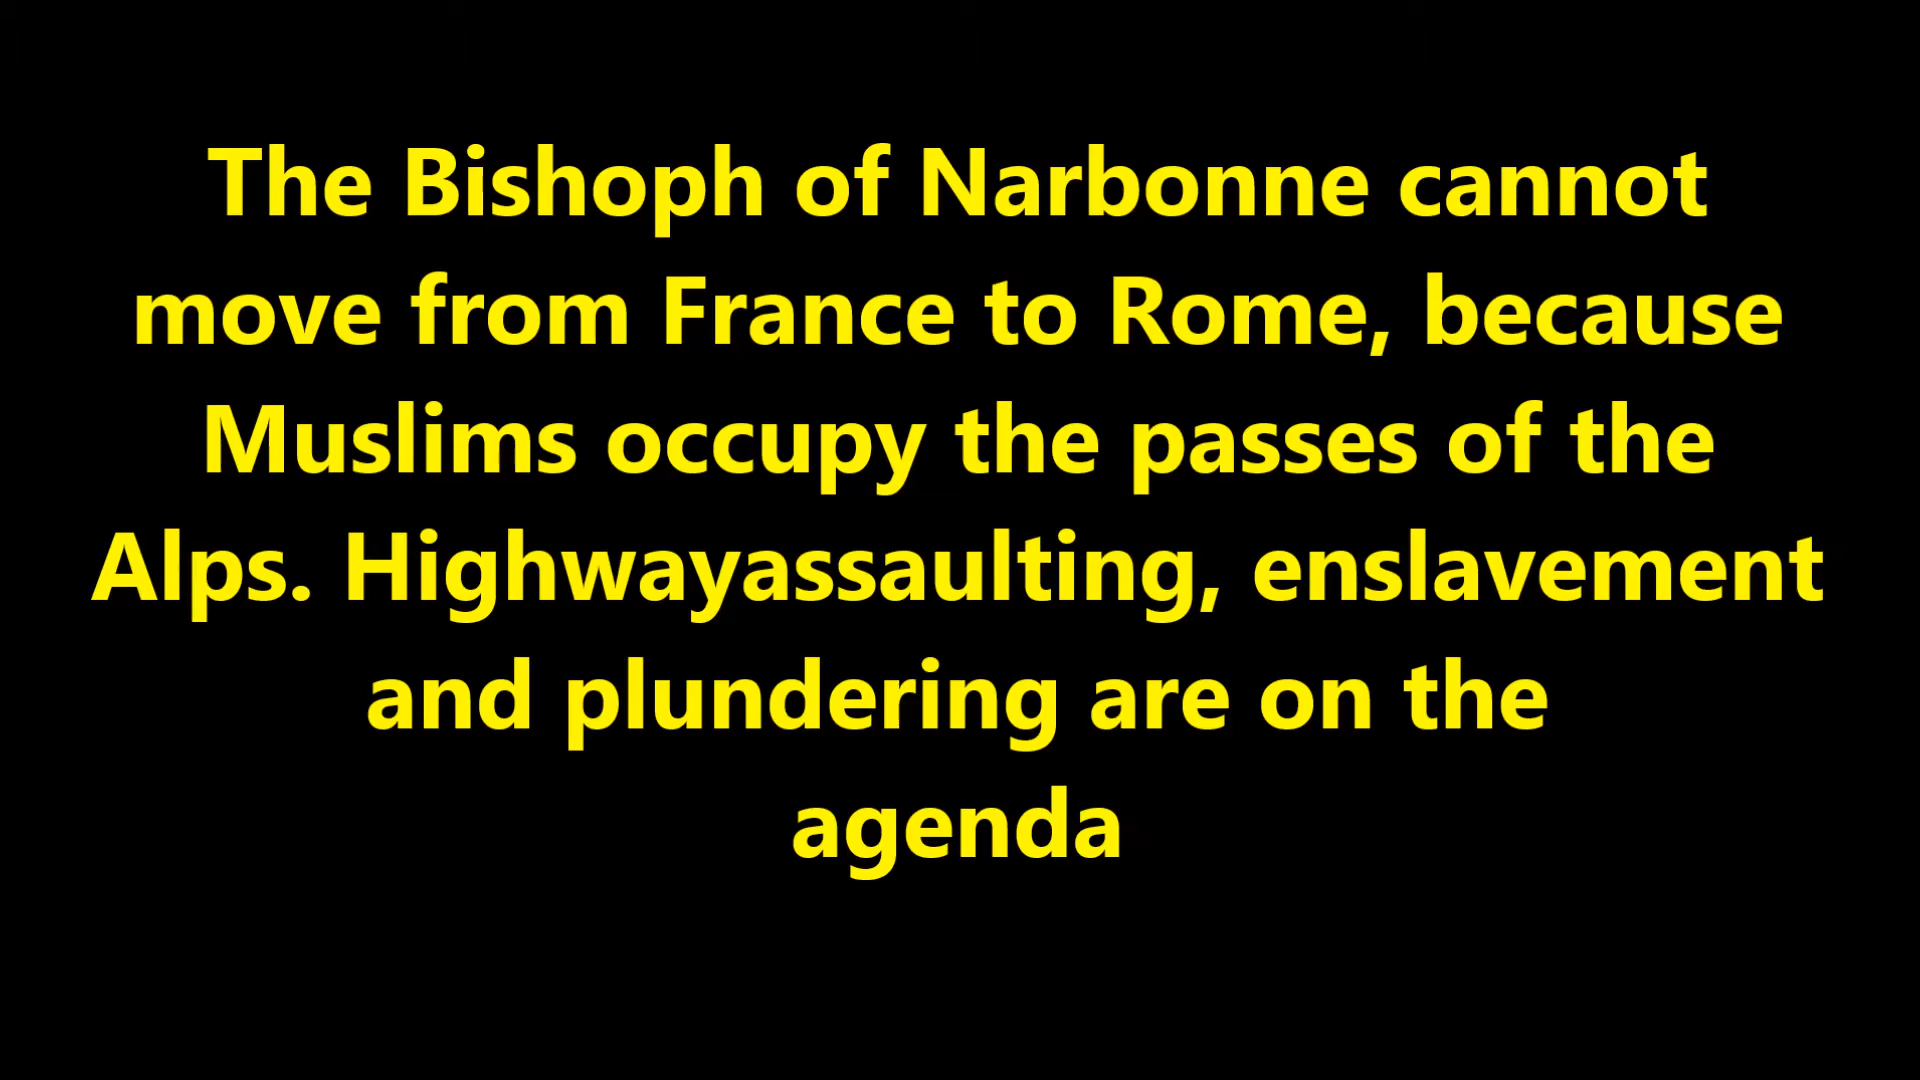 The Bishoph of Narbonne cannot
move from France to Rome, because
Muslims occupy the passes of the
Alps. Highwayassaulting, enslavement
and plundering are on the
agenda